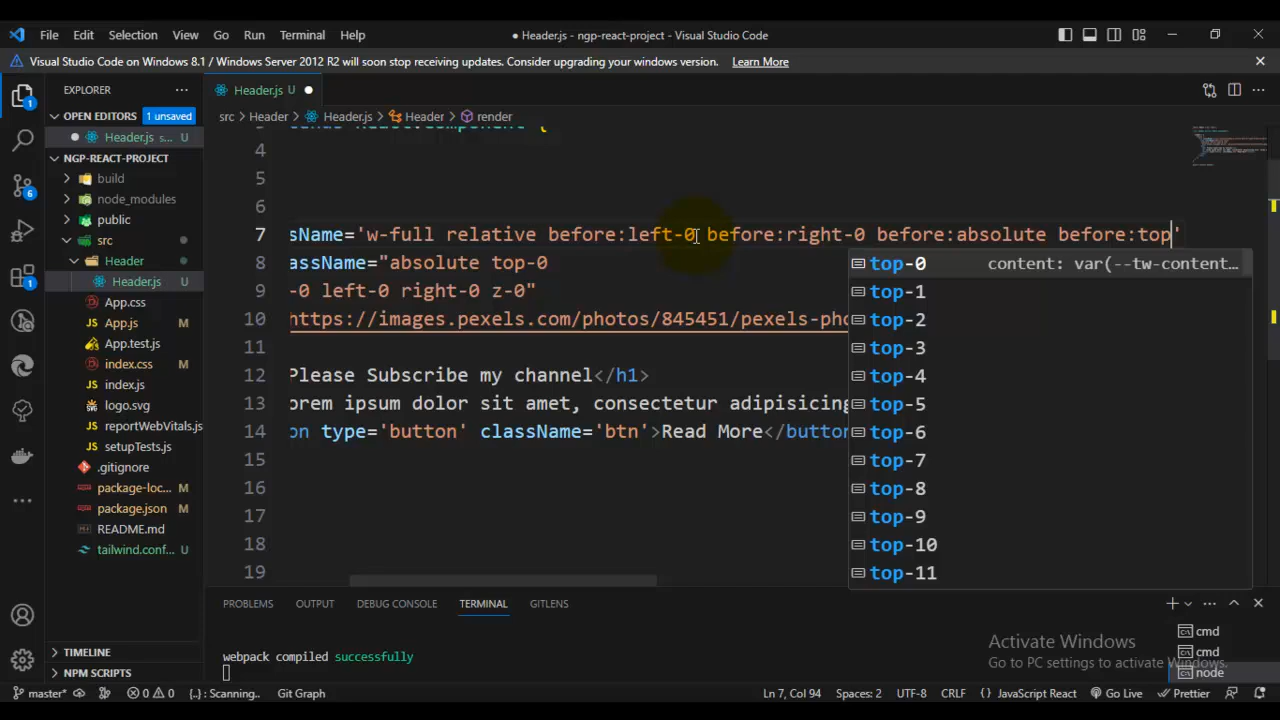 File Edit Selection View Go Run Terminal Help
● Header.js - ngp-react-project - Visual Studio Code
Visual Studio Code on Windows 8.1 / Windows Server 2012 R2 will soon stop receiving updates. Consider upgrading your windows version. Learn More
EXPLORER
OPEN EDITORS 1 unsaved
Header.js s... U
NGP-REACT-PROJECT
build
node_modules
public
src
Header
Header.js U
App.css
App.js M
App.test.js
index.css M
index.js
logo.svg
reportWebVitals.js
setupTests.js
.gitignore
package-loc... M
package.json M
README.md
tailwind.conf... U
TIMELINE
NPM SCRIPTS
Header.js U ●
src > Header > Header.js > Header > render
4
5
6
7 sName='w-full relative before:left-0 before:right-0 before:absolute before:top'
8 assName="absolute top-0
9 -0 left-0 right-0 z-0"
10 https://images.pexels.com/photos/845451/pexels-pho
11
12 Please Subscribe my channel</h1>
13 orem ipsum dolor sit amet, consectetur adipisicing
14 on type='button' className='btn'>Read More</button
15
16
17
18
19
top-0 content: var(--tw-content…
top-1
top-2
top-3
top-4
top-5
top-6
top-7
top-8
top-9
top-10
top-11
PROBLEMS OUTPUT DEBUG CONSOLE TERMINAL GITLENS
webpack compiled successfully
cmd
cmd
node
Activate Windows
Go to PC settings to activate Windows.
master* 0 0 {..} : Scanning.. Git Graph
Ln 7, Col 94 Spaces: 2 UTF-8 CRLF {} JavaScript React Go Live Prettier